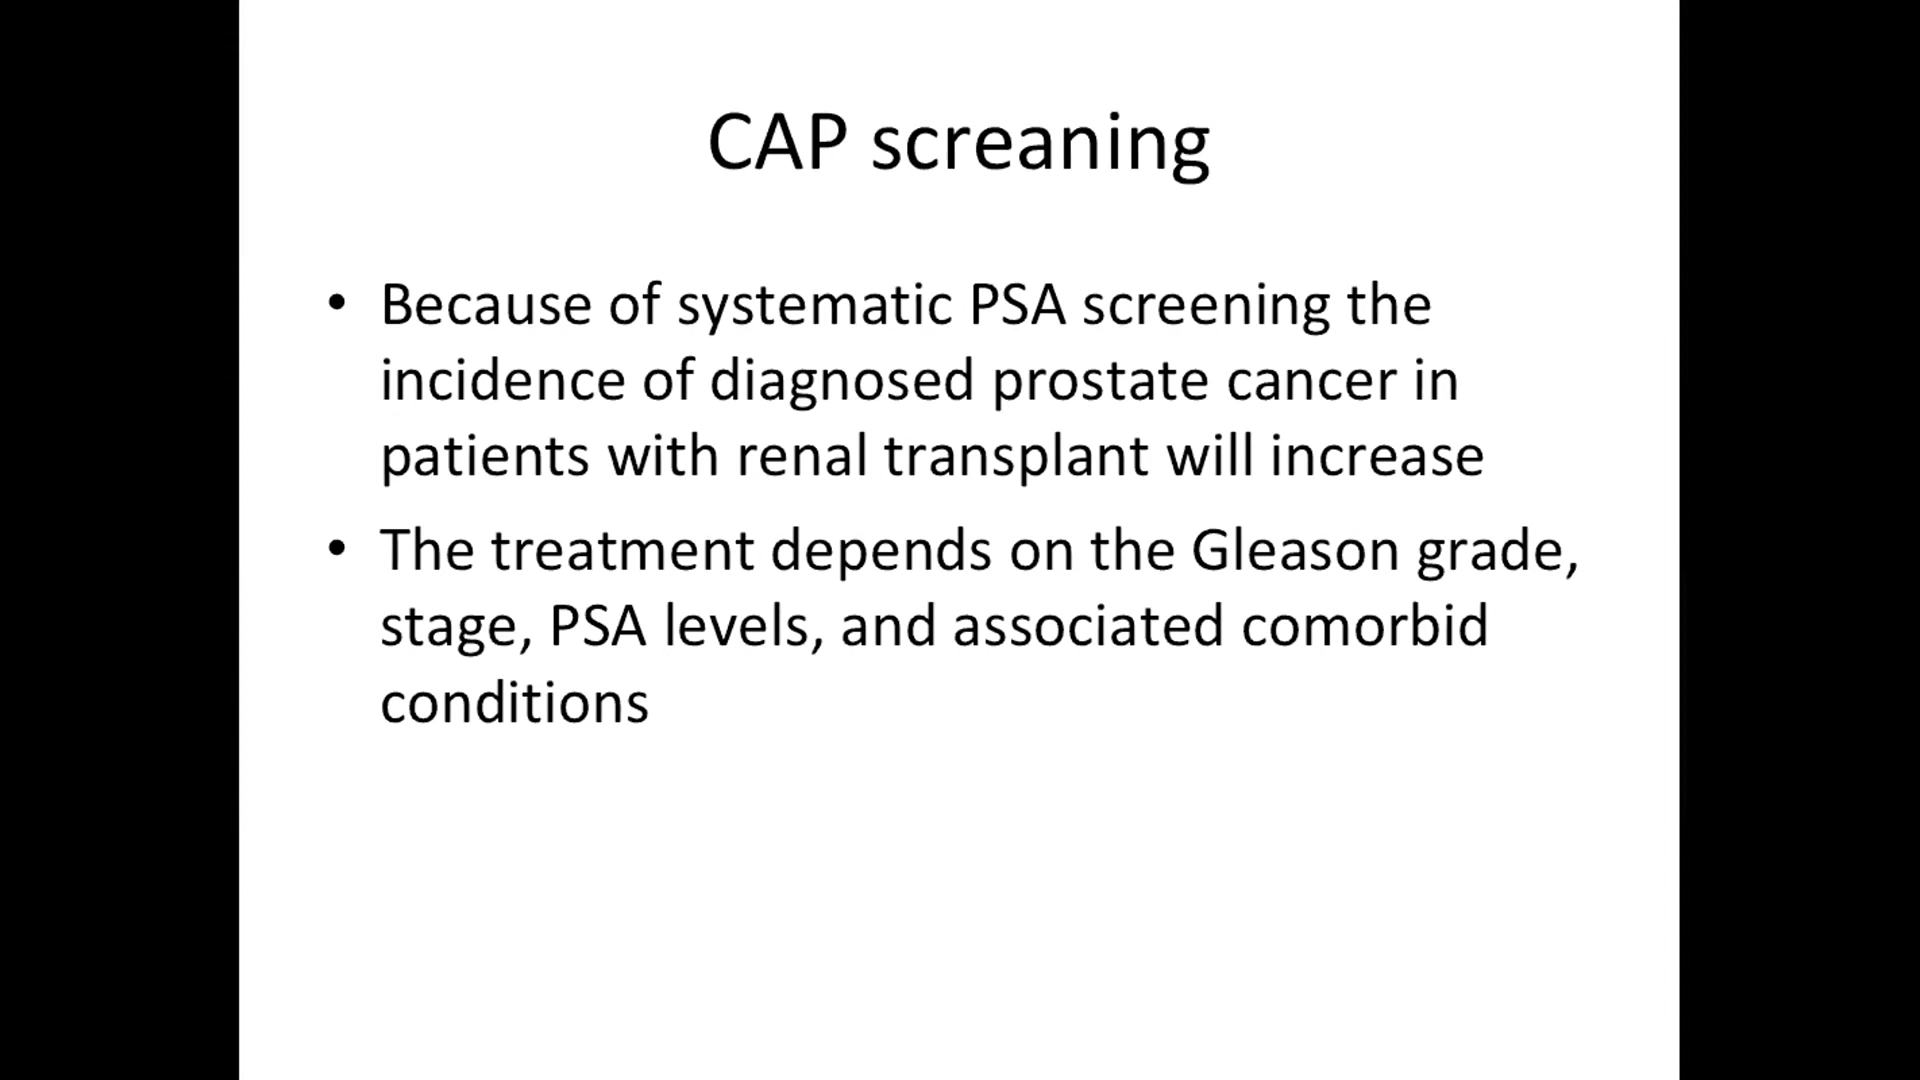 CAP screaning
• Because of systematic PSA screening the
incidence of diagnosed prostate cancer in
patients with renal transplant will increase
• The treatment depends on the Gleason grade,
stage, PSA levels, and associated comorbid
conditions